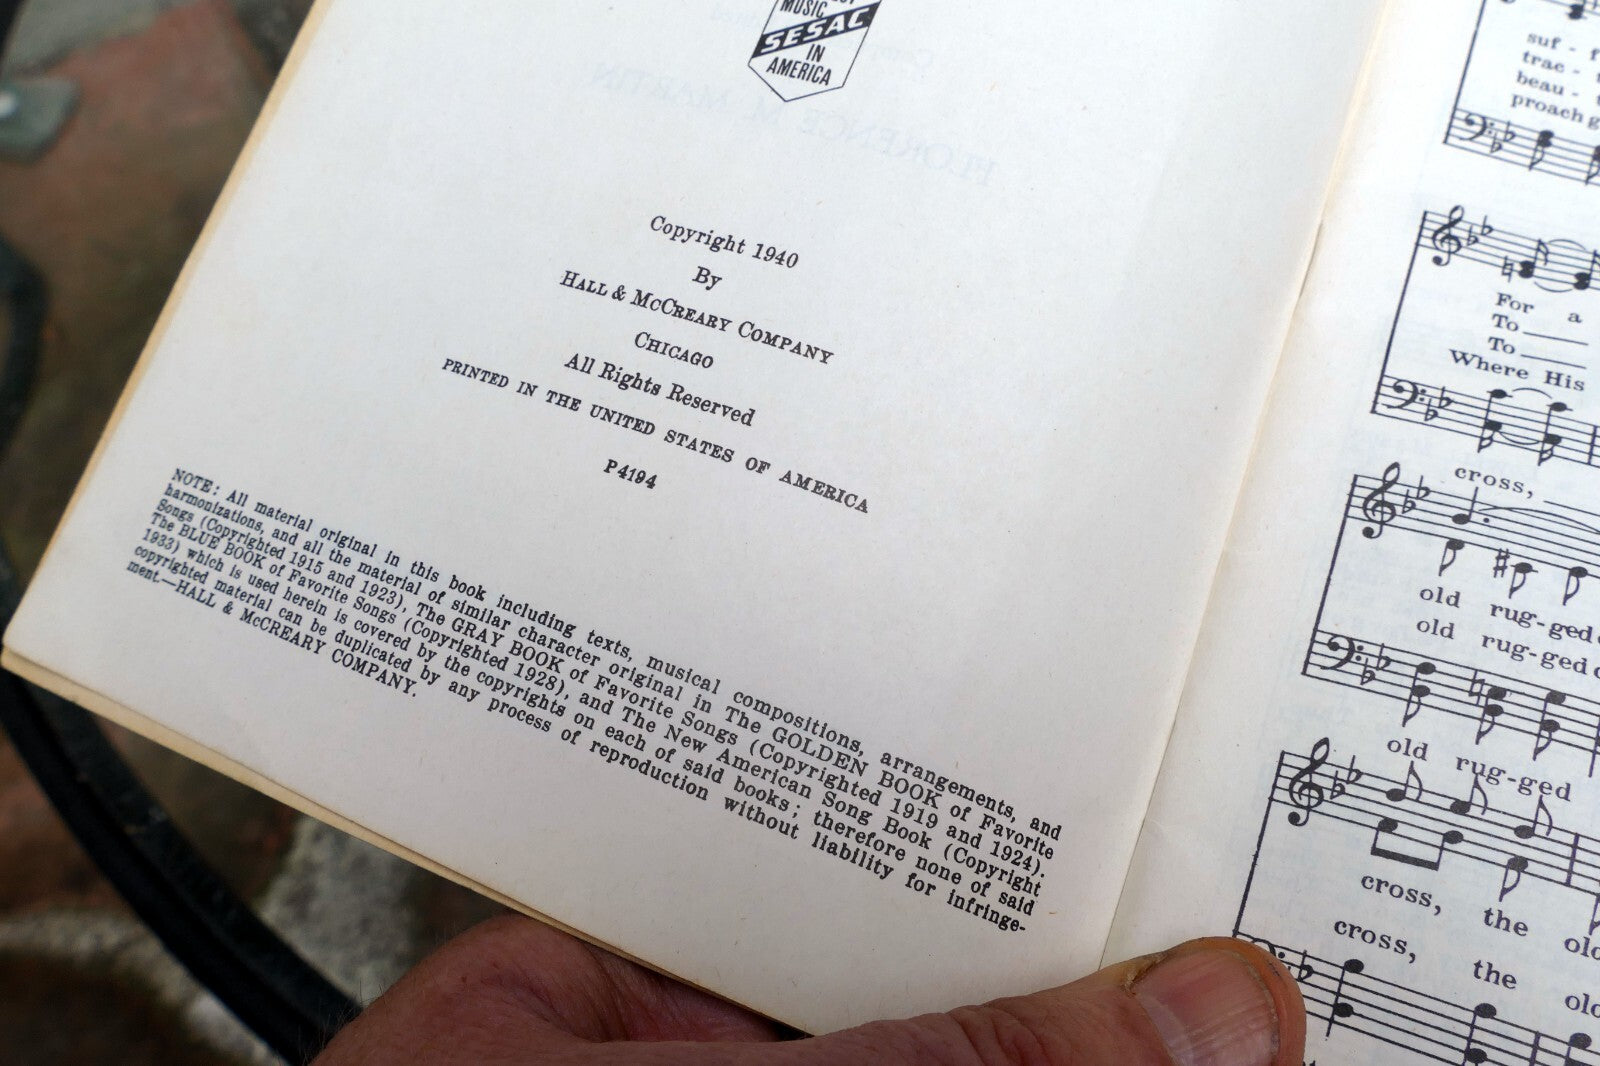 MUSIC
SESAC
IN
AMERICA
FLORENCE M. MARTIN
Copyright 1940
By
HALL & MCCREARY COMPANY
CHICAGO
All Rights Reserved
PRINTED IN THE UNITED STATES OF AMERICA
P4194
NOTE: All material original in this book including texts, musical compositions, arrangements, and
harmonizations, and all the material of similar character original in The GOLDEN BOOK of Favorite
Songs (Copyrighted 1915 and 1923), The GRAY BOOK of Favorite Songs (Copyrighted 1919 and 1924).
The BLUE BOOK of Favorite Songs (Copyrighted 1928), and The New American Song Book (Copyright
1933) which is used herein is covered by the copyrights on each of said books; therefore none of said
copyrighted material can be duplicated by any process of reproduction without liability for infringe-
ment.—HALL & McCREARY COMPANY.
suf -
trac -
beau -
proach
For a
To
To
Where His
cross,
old rug-ged
old rug-ged
old rug-ged
cross, the old
cross, the old